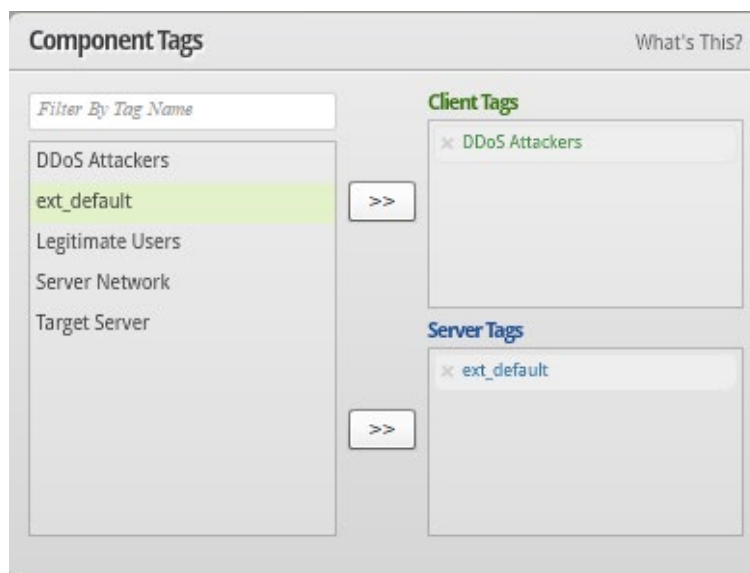 Component Tags
What's This?
Filter By Tag Name
DDoS Attackers
ext_default
Legitimate Users
Server Network
Target Server
>>
>>
Client Tags
× DDoS Attackers
Server Tags
× ext_default